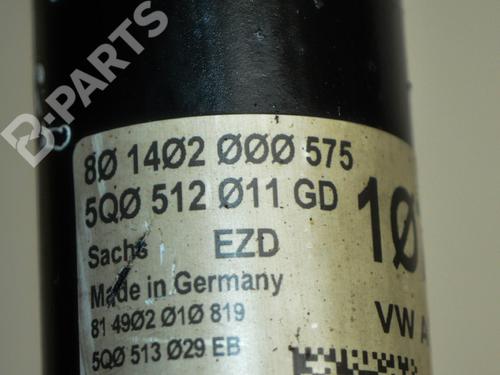 B-PARTS
8Ø 14Ø2 ØØØ 575
5QØ 512 Ø11 GD
Sachs EZD
Made in Germany
81 49Ø2 Ø1Ø 819
VW
5QØ 513 Ø29 EB